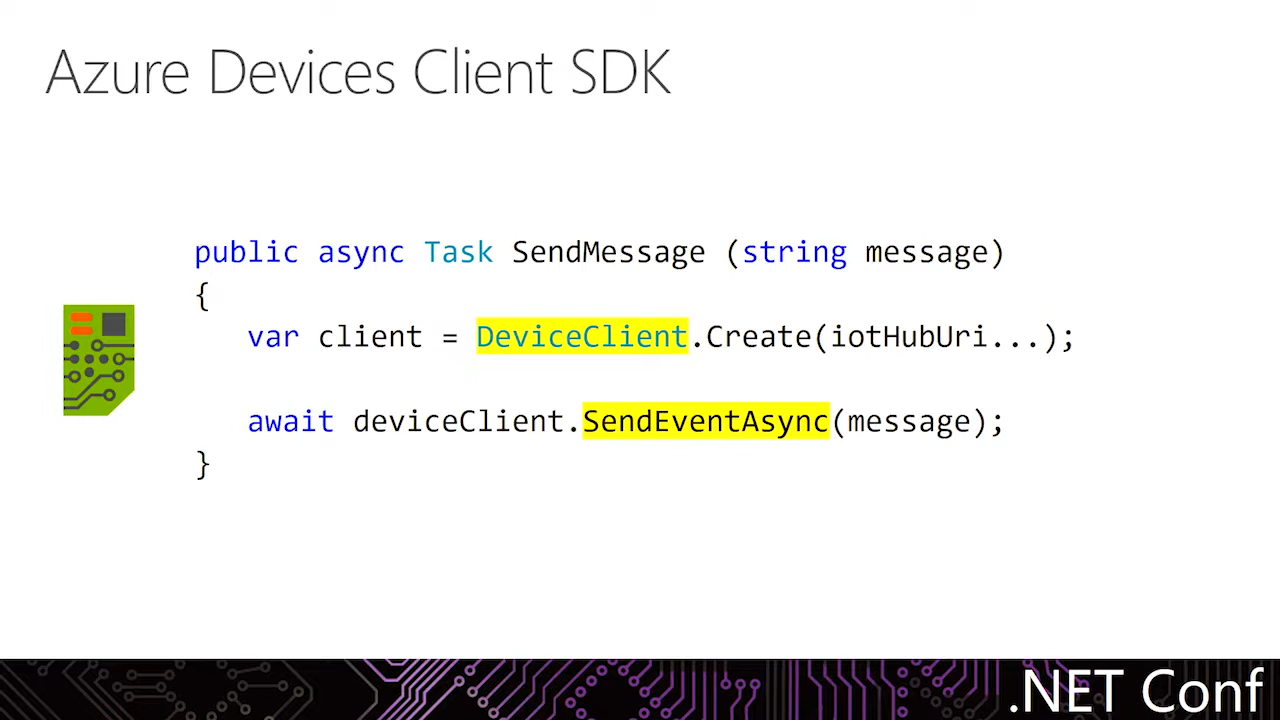 Azure Devices Client SDK
public async Task SendMessage (string message)
{
var client = DeviceClient.Create(iotHubUri...);
await deviceClient.SendEventAsync(message);
}
.NET Conf